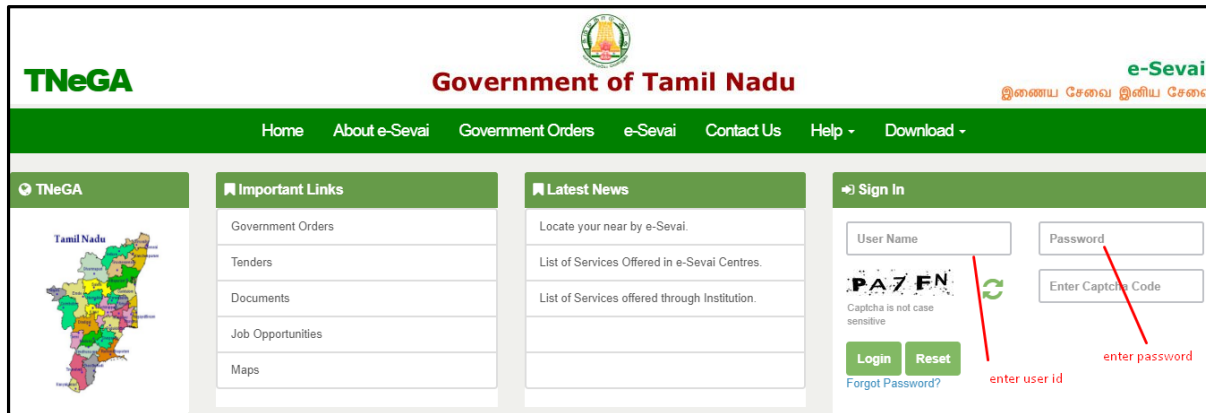 TNeGA
Government of Tamil Nadu
e-Sevai
இணைய சேவை இனிய சேவை
Home About e-Sevai Government Orders e-Sevai Contact Us Help Download
TNeGA
Tamil Nadu
Important Links
Government Orders
Tenders
Documents
Job Opportunities
Maps
Latest News
Locate your near by e-Sevai.
List of Services Offered in e-Sevai Centres.
List of Services offered through Institution.
Sign In
User Name Password
PA7FN Enter Captcha Code
Captcha is not case
sensitive
Login Reset
Forgot Password?
enter user id
enter password